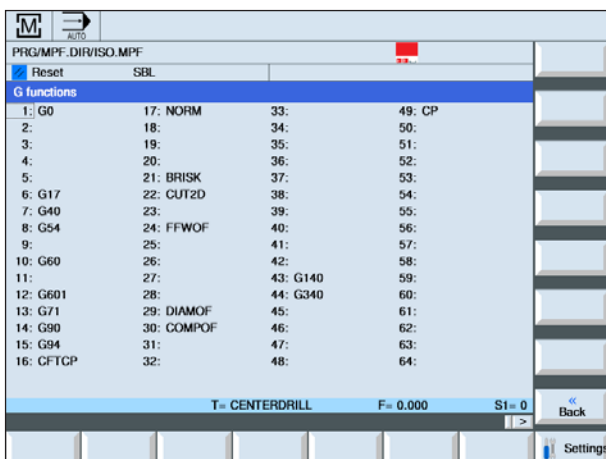 M
AUTO
PRG/MPF.DIR/ISO.MPF
Reset SBL
G functions
1: G0 17: NORM 33: 49: CP
2: 18: 34: 50:
3: 19: 35: 51:
4: 20: 36: 52:
5: 21: BRISK 37: 53:
6: G17 22: CUT2D 38: 54:
7: G40 23: 39: 55:
8: G54 24: FFWOF 40: 56:
9: 25: 41: 57:
10: G60 26: 42: 58:
11: 27: 43: G140 59:
12: G601 28: 44: G340 60:
13: G71 29: DIAMOF 45: 61:
14: G90 30: COMPOF 46: 62:
15: G94 31: 47: 63:
16: CFTCP 32: 48: 64:
T= CENTERDRILL F= 0.000 S1= 0
« Back
>
Settings